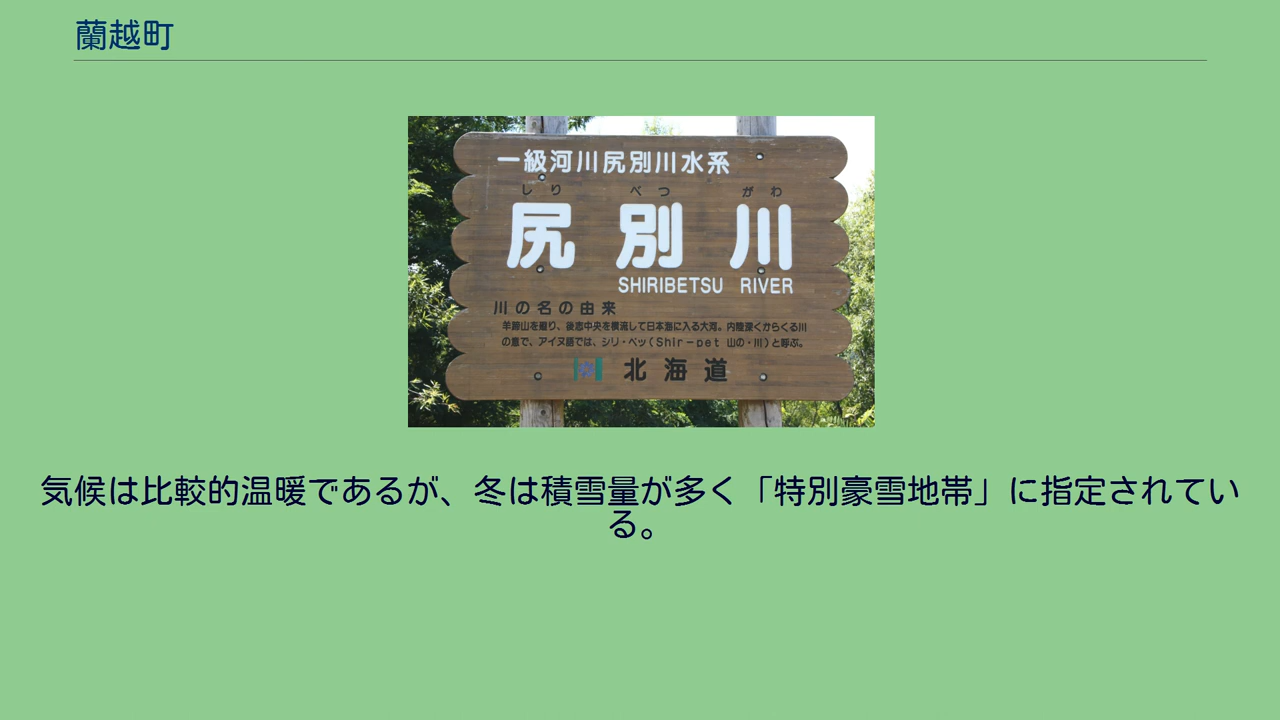 蘭越町
一級河川尻別川水系
しり べつ がわ
尻別川
SHIRIBETSU RIVER
川の名の由来
羊蹄山を廻り、後志中央を横流して日本海に入る大河。内陸深くからくる川
の意で、アイヌ語では、シリ・ペッ(Shir-pet 山の・川)と呼ぶ。
北海道
気候は比較的温暖であるが、冬は積雪量が多く「特別豪雪地帯」に指定されてい
る。